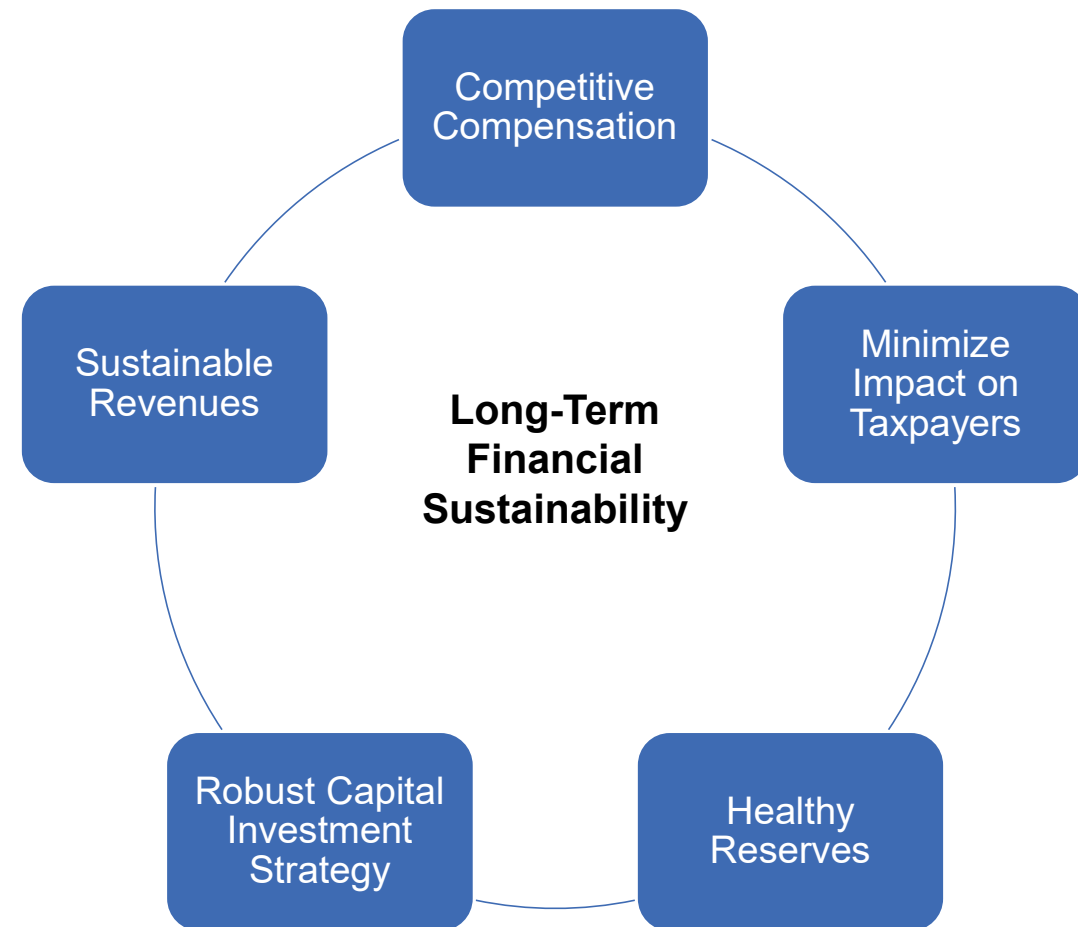 Competitive
Compensation
Minimize
Impact on
Taxpayers
Healthy
Reserves
Robust Capital
Investment
Strategy
Sustainable
Revenues
Long-Term
Financial
Sustainability